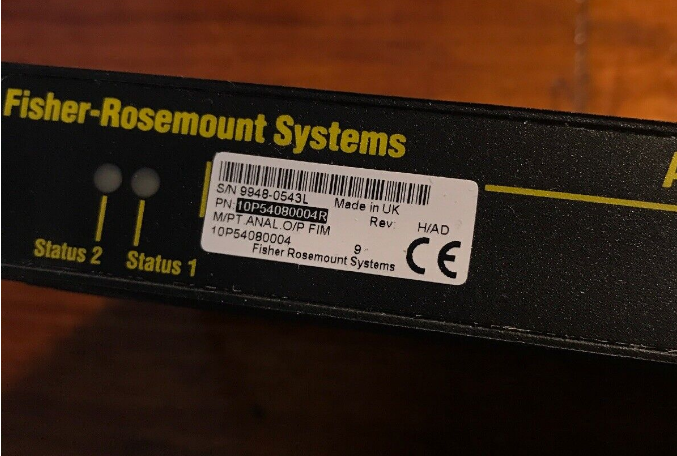 Fisher-Rosemount Systems
S/N 9948-0543L Made in UK
PN: 10P54080004R Rev: H/AD
M/PT.ANAL.O/P FIM
10P54080004 9
Fisher Rosemount Systems CE
Status 2
Status 1